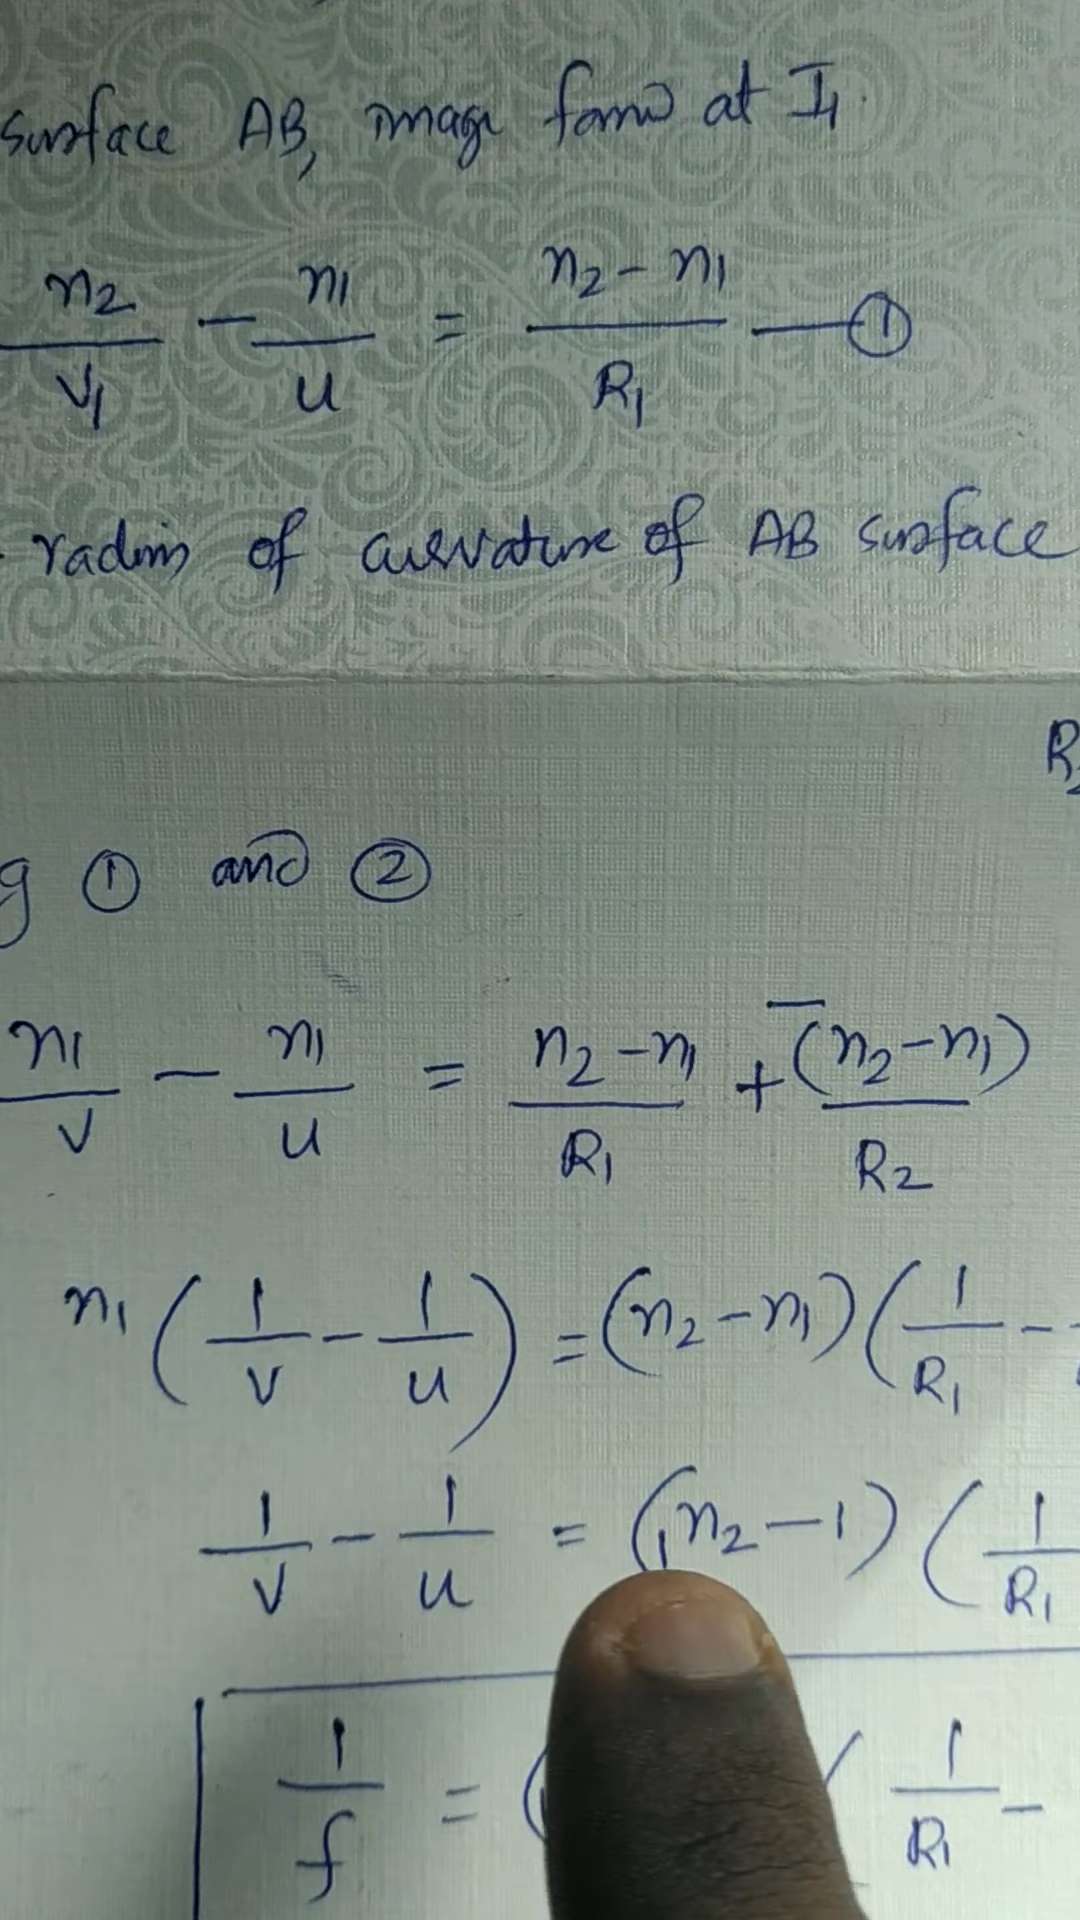 surface AB, image form at I1.
n2/v1 - n1/u = n2 - n1/R1 — ①
radius of curvature of AB surface
R
① and ②
n1/v - n1/u = n2 - n1/R1 + -(n2 - n1)/R2
n1 (1/v - 1/u) = (n2 - n1) (1/R1 -
1/v - 1/u = (1n2 - 1) (1/R1
1/f = ( ( 1/R1 -